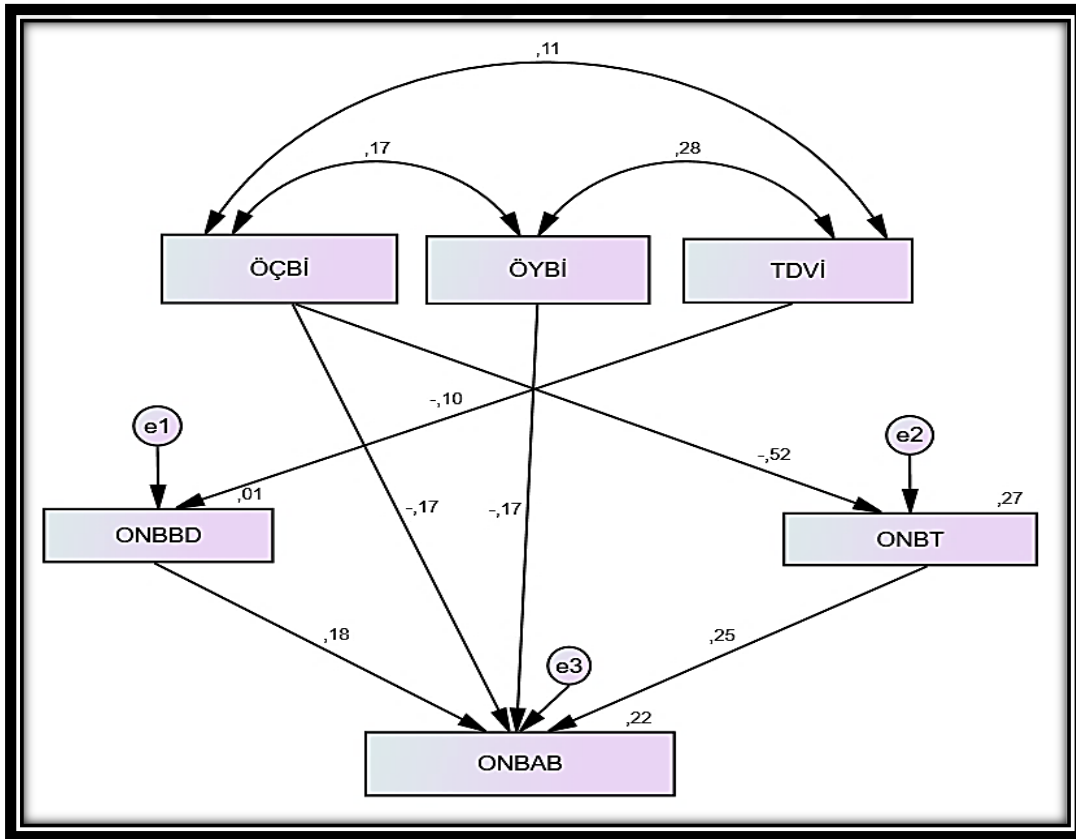 ,11
,17
,28
ÖÇBİ
ÖYBİ
TDVİ
-,10
e1
e2
-,52
,01
-,17
-,17
,27
ONBBD
ONBT
,18
,25
e3
,22
ONBAB